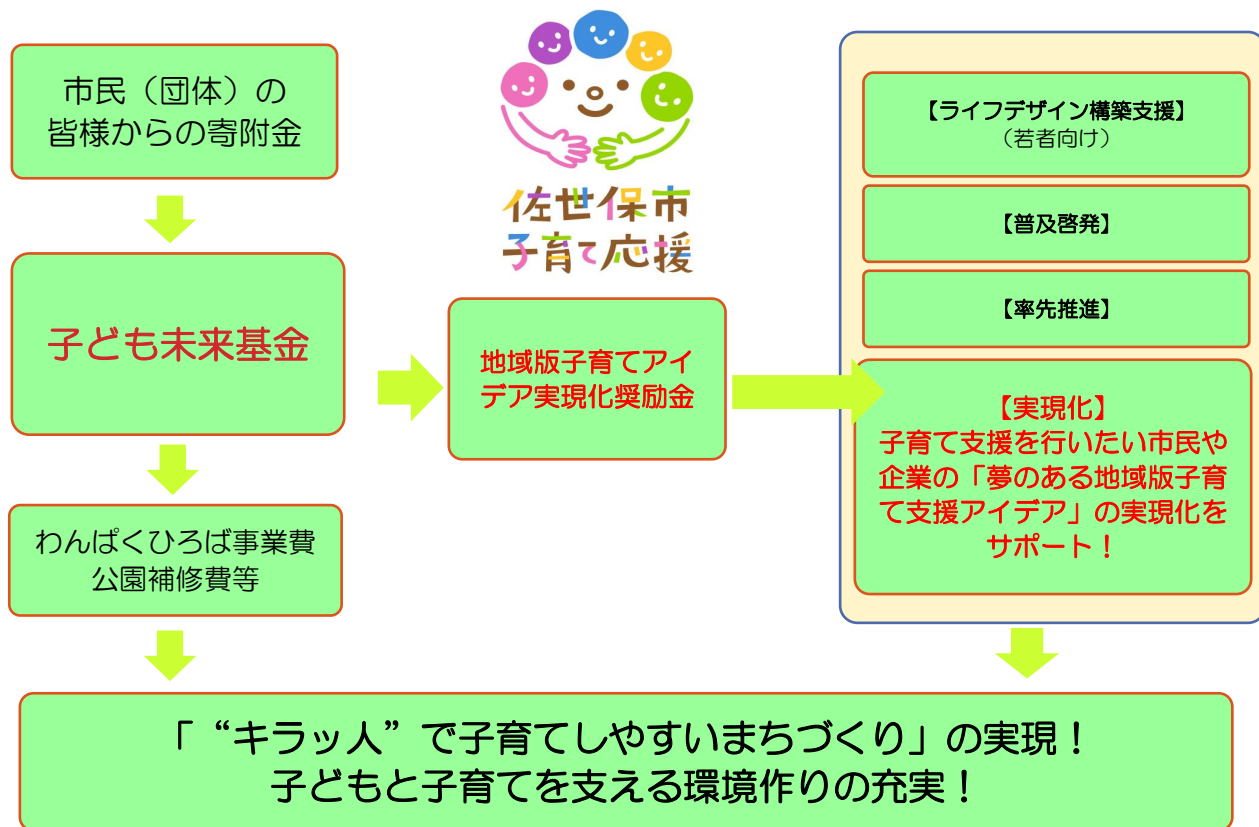 市民（団体）の
皆様からの寄附金
子ども未来基金
わんぱくひろば事業費
公園補修費等
佐世保市
子育て応援
地域版子育てアイ
デア実現化奨励金
【ライフデザイン構築支援】
（若者向け）
【普及啓発】
【率先推進】
【実現化】
子育て支援を行いたい市民や
企業の「夢のある地域版子育
て支援アイデア」の実現化を
サポート！
「“キラッ人”で子育てしやすいまちづくり」の実現！
子どもと子育てを支える環境作りの充実！